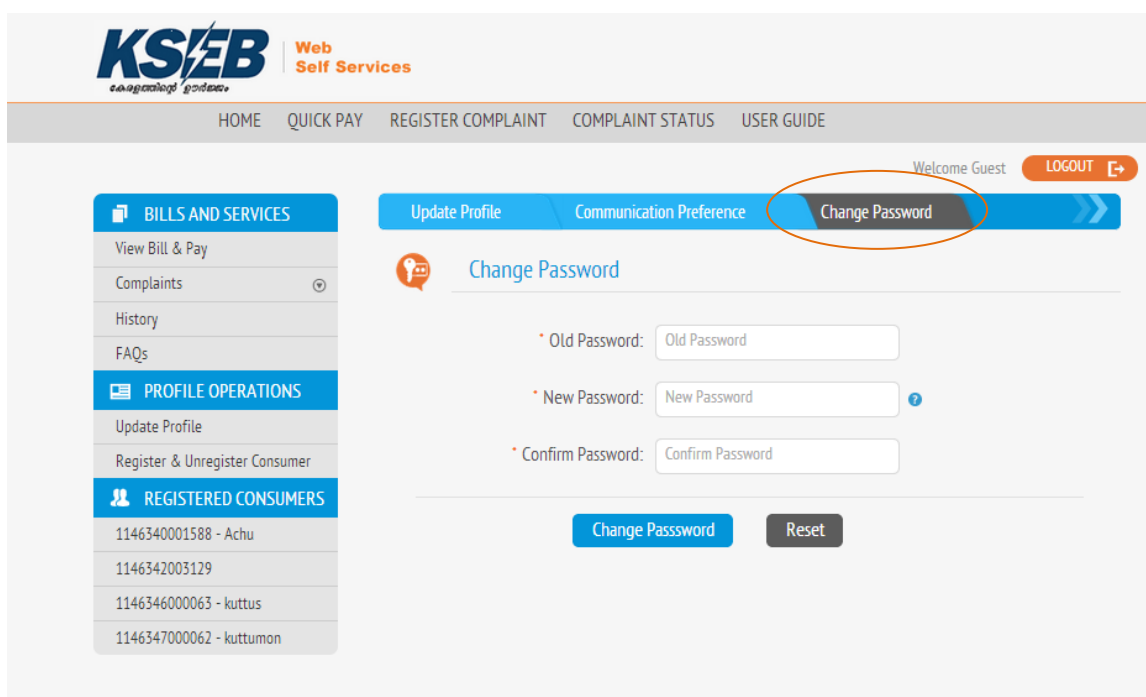 KSEB
Web
Self Services
കേരളത്തിന്റെ ഊർജ്ജം
HOME QUICK PAY REGISTER COMPLAINT COMPLAINT STATUS USER GUIDE
Welcome Guest LOGOUT
BILLS AND SERVICES
View Bill & Pay
Complaints
History
FAQs
PROFILE OPERATIONS
Update Profile
Register & Unregister Consumer
REGISTERED CONSUMERS
1146340001588 - Achu
1146342003129
1146346000063 - kuttus
1146347000062 - kuttumon
Update Profile Communication Preference Change Password
Change Password
* Old Password: Old Password
* New Password: New Password ?
* Confirm Password: Confirm Password
Change Passsword Reset